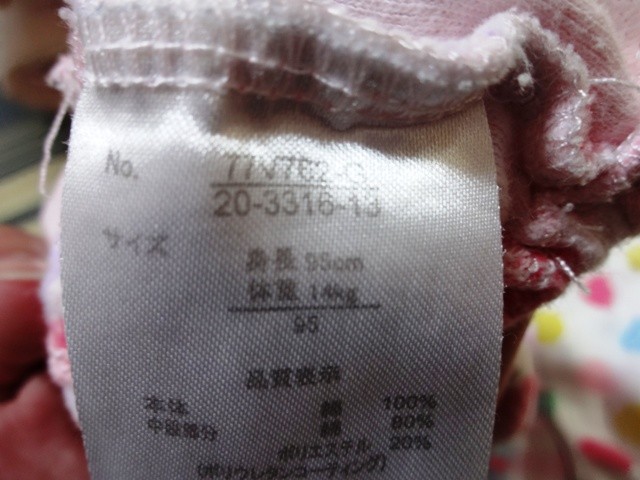 No. 77V762-G
20-3316-13
サイズ
身長 95cm
体重 14kg
95
品質表示
本体 綿 100%
中股部分 綿 80%
ポリエステル 20%
(ポリウレタンコーティング)